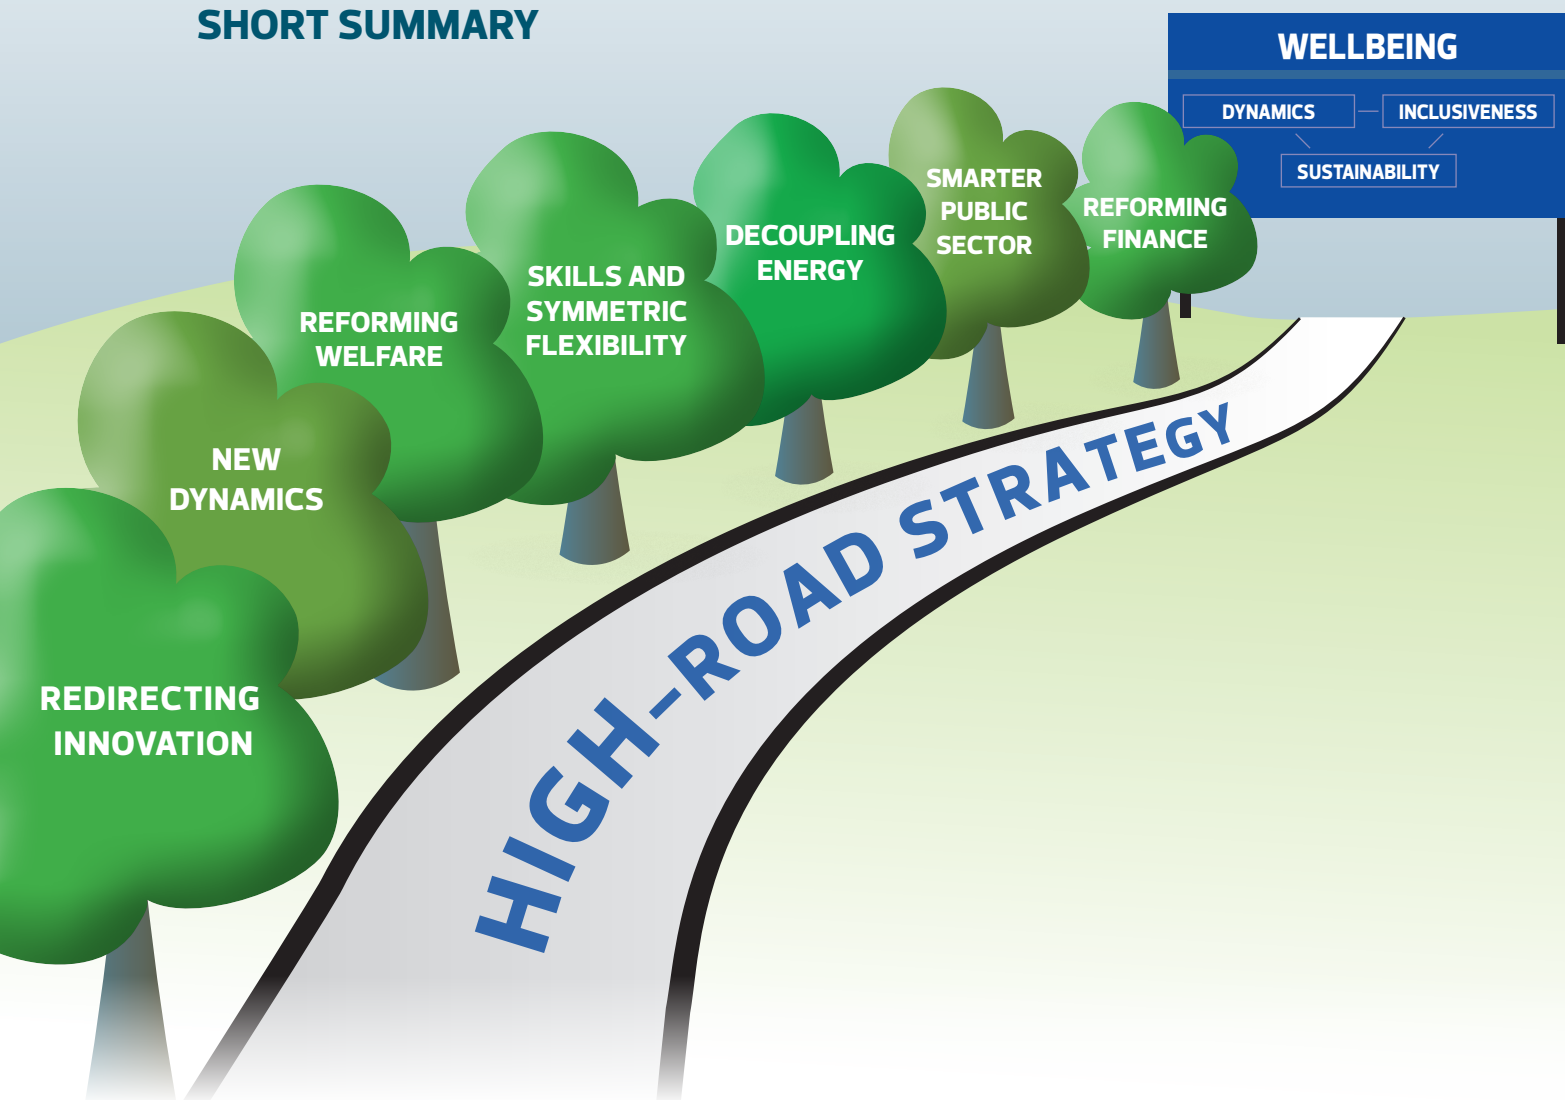 SHORT SUMMARY
WELLBEING
DYNAMICS
INCLUSIVENESS
SUSTAINABILITY
REFORMING
FINANCE
SMARTER
PUBLIC
SECTOR
DECOUPLING
ENERGY
SKILLS AND
SYMMETRIC
FLEXIBILITY
REFORMING
WELFARE
NEW
DYNAMICS
REDIRECTING
INNOVATION
HIGH-ROAD STRATEGY